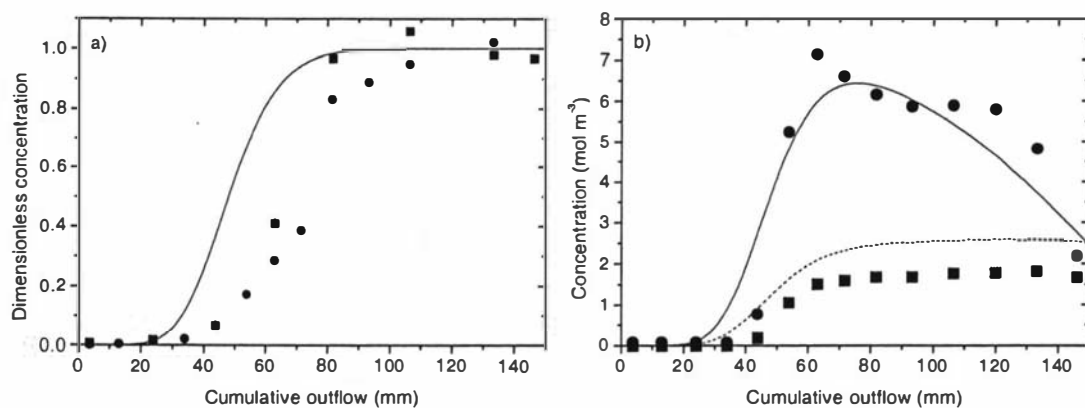 a)
1.0
0.8
0.6
0.4
0.2
0.0
Dimensionless concentration
0 20 40 60 80 100 120 140
Cumulative outflow (mm)
b)
8
7
6
5
4
3
2
1
0
Concentration (mol m⁻³)
0 20 40 60 80 100 120 140
Cumulative outflow (mm)